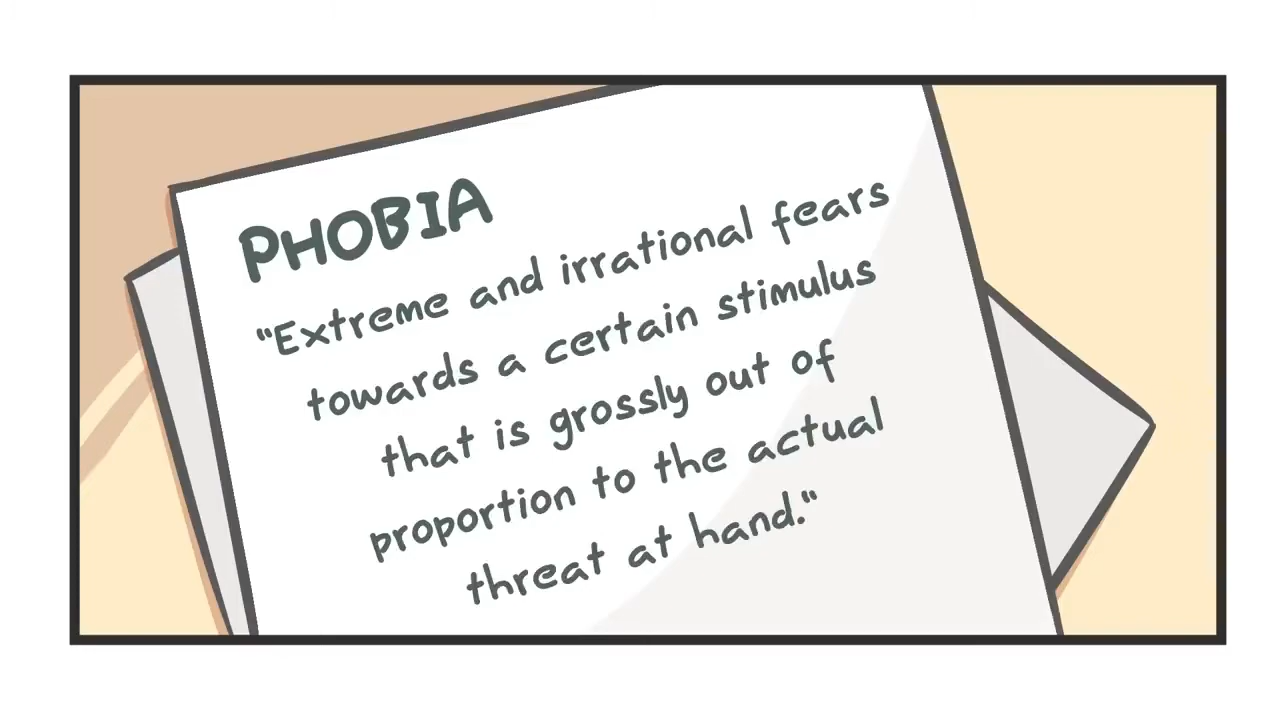 PHOBIA
"Extreme and irrational fears
towards a certain stimulus
that is grossly out of
proportion to the actual
threat at hand."